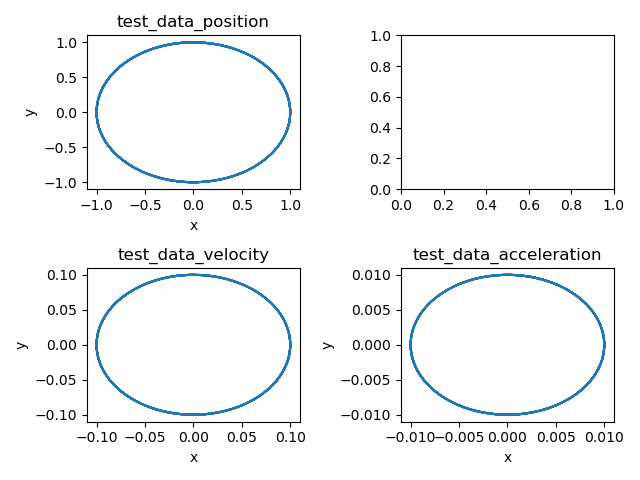 test_data_position
1.0
0.5
0.0
−0.5
−1.0
y
−1.0 −0.5 0.0 0.5 1.0
x
1.0
0.8
0.6
0.4
0.2
0.0
0.0 0.2 0.4 0.6 0.8 1.0
test_data_velocity
0.10
0.05
0.00
−0.05
−0.10
y
−0.10 −0.05 0.00 0.05 0.10
x
test_data_acceleration
0.010
0.005
0.000
−0.005
−0.010
y
−0.010 −0.005 0.000 0.005 0.010
x